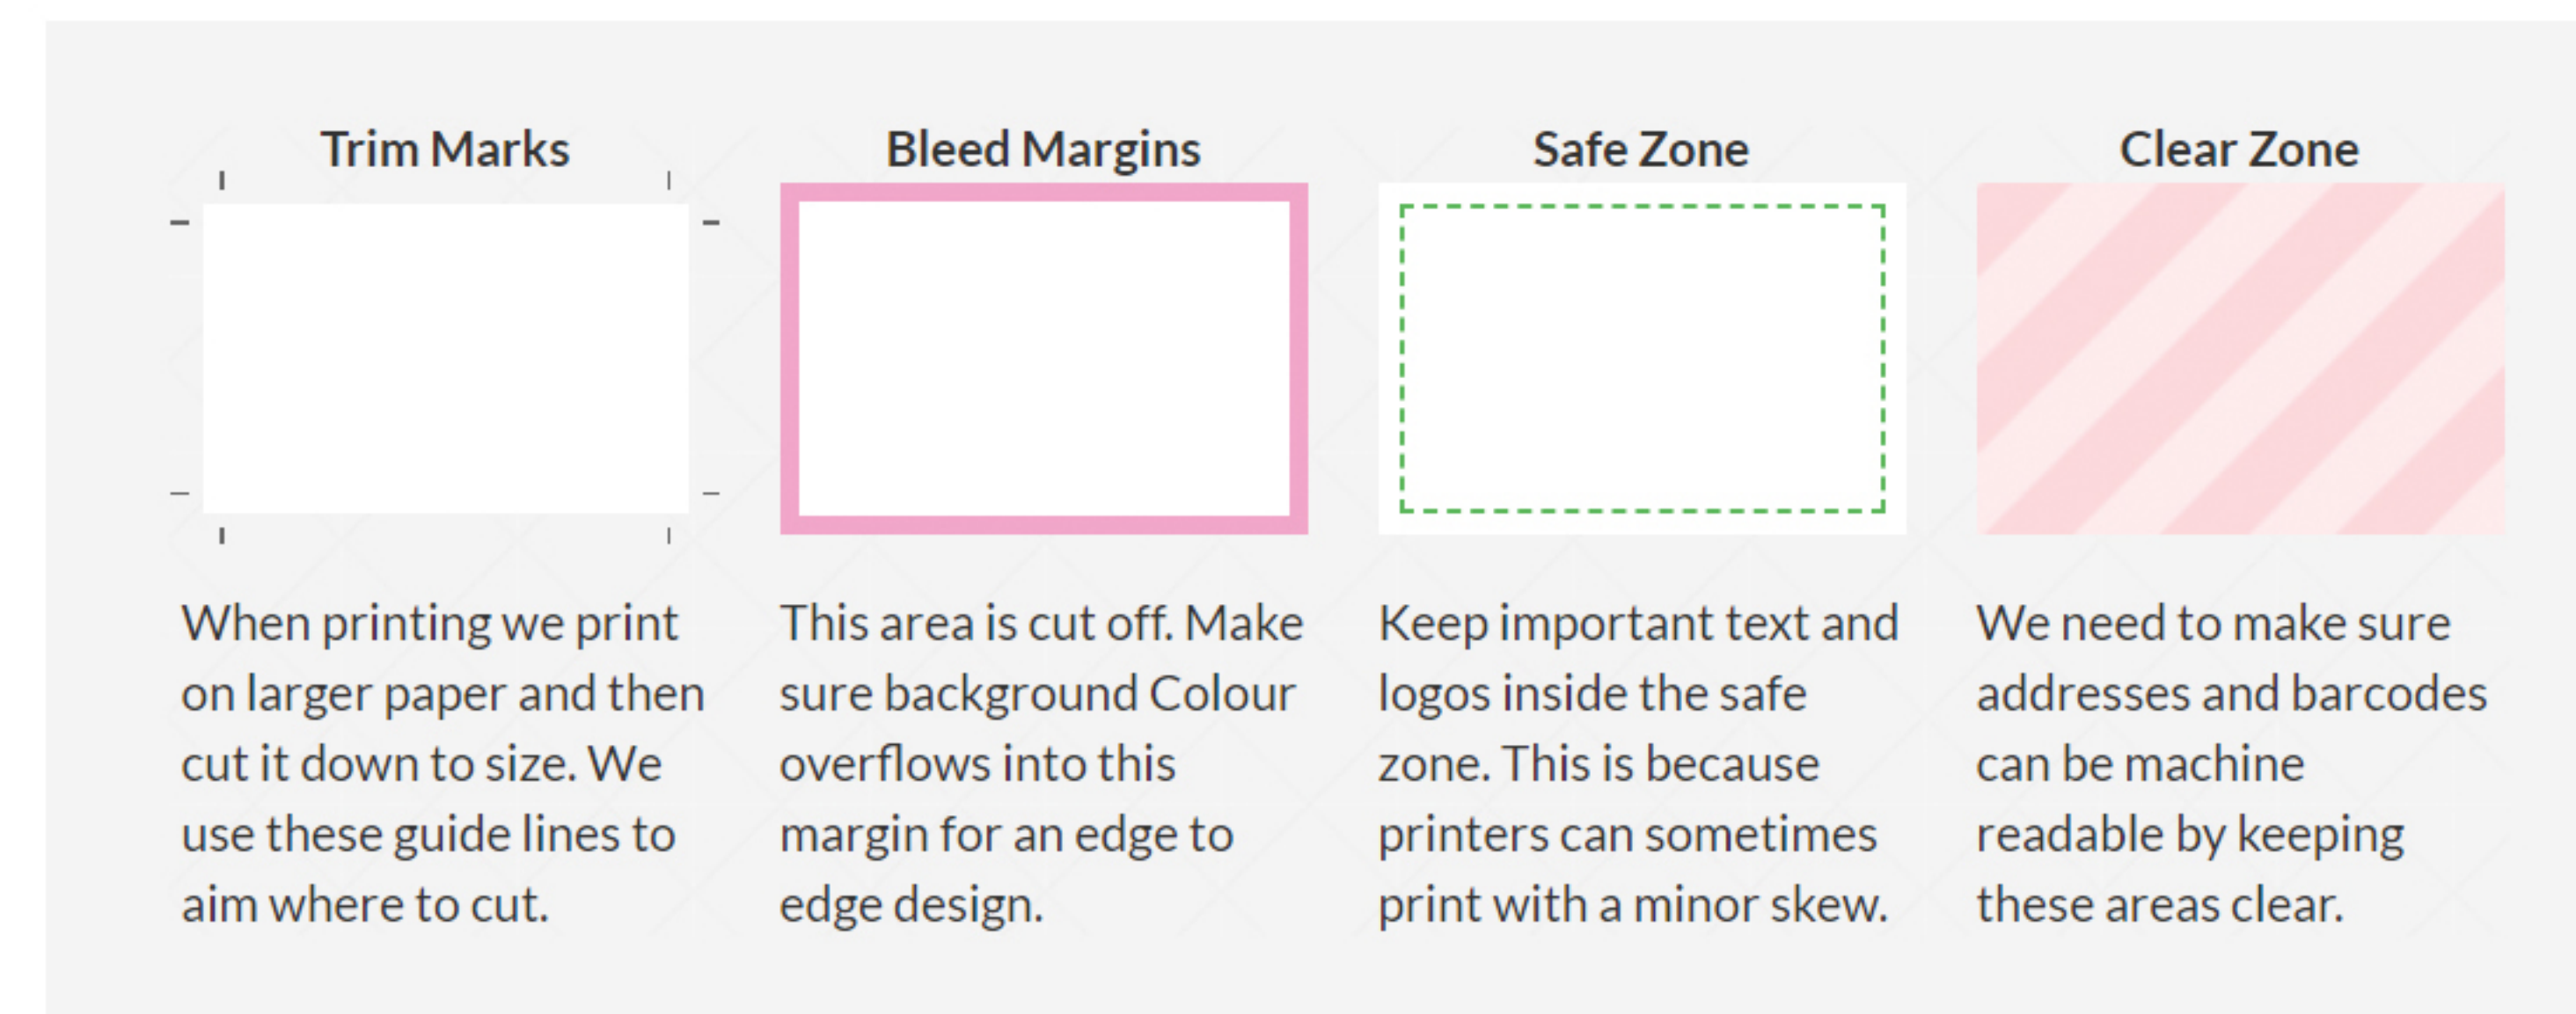 Trim Marks
When printing we print
on larger paper and then
cut it down to size. We
use these guide lines to
aim where to cut.
Bleed Margins
This area is cut off. Make
sure background Colour
overflows into this
margin for an edge to
edge design.
Safe Zone
Keep important text and
logos inside the safe
zone. This is because
printers can sometimes
print with a minor skew.
Clear Zone
We need to make sure
addresses and barcodes
can be machine
readable by keeping
these areas clear.